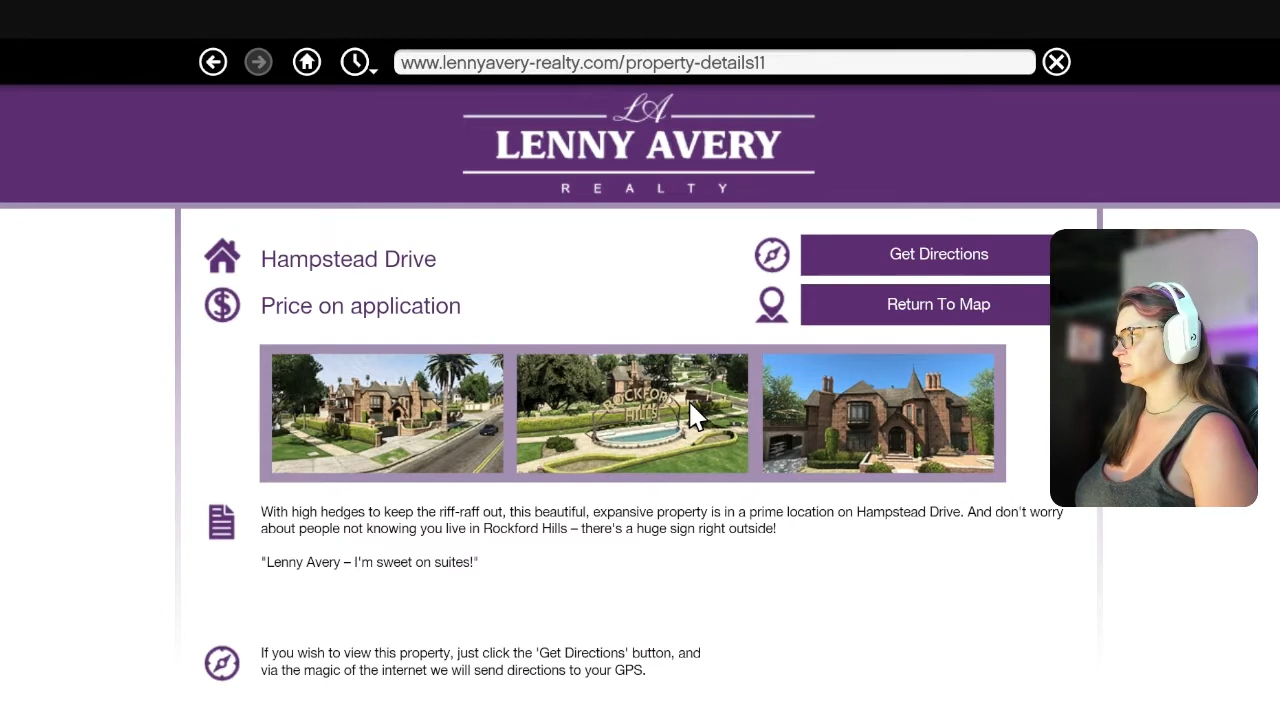 www.lennyavery-realty.com/property-details11
LA
LENNY AVERY
REALTY
Hampstead Drive
Get Directions
Price on application
Return To Map
ROCKFORD HILLS
With high hedges to keep the riff-raff out, this beautiful, expansive property is in a prime location on Hampstead Drive. And don't worry
about people not knowing you live in Rockford Hills – there's a huge sign right outside!
"Lenny Avery – I'm sweet on suites!"
If you wish to view this property, just click the 'Get Directions' button, and
via the magic of the internet we will send directions to your GPS.